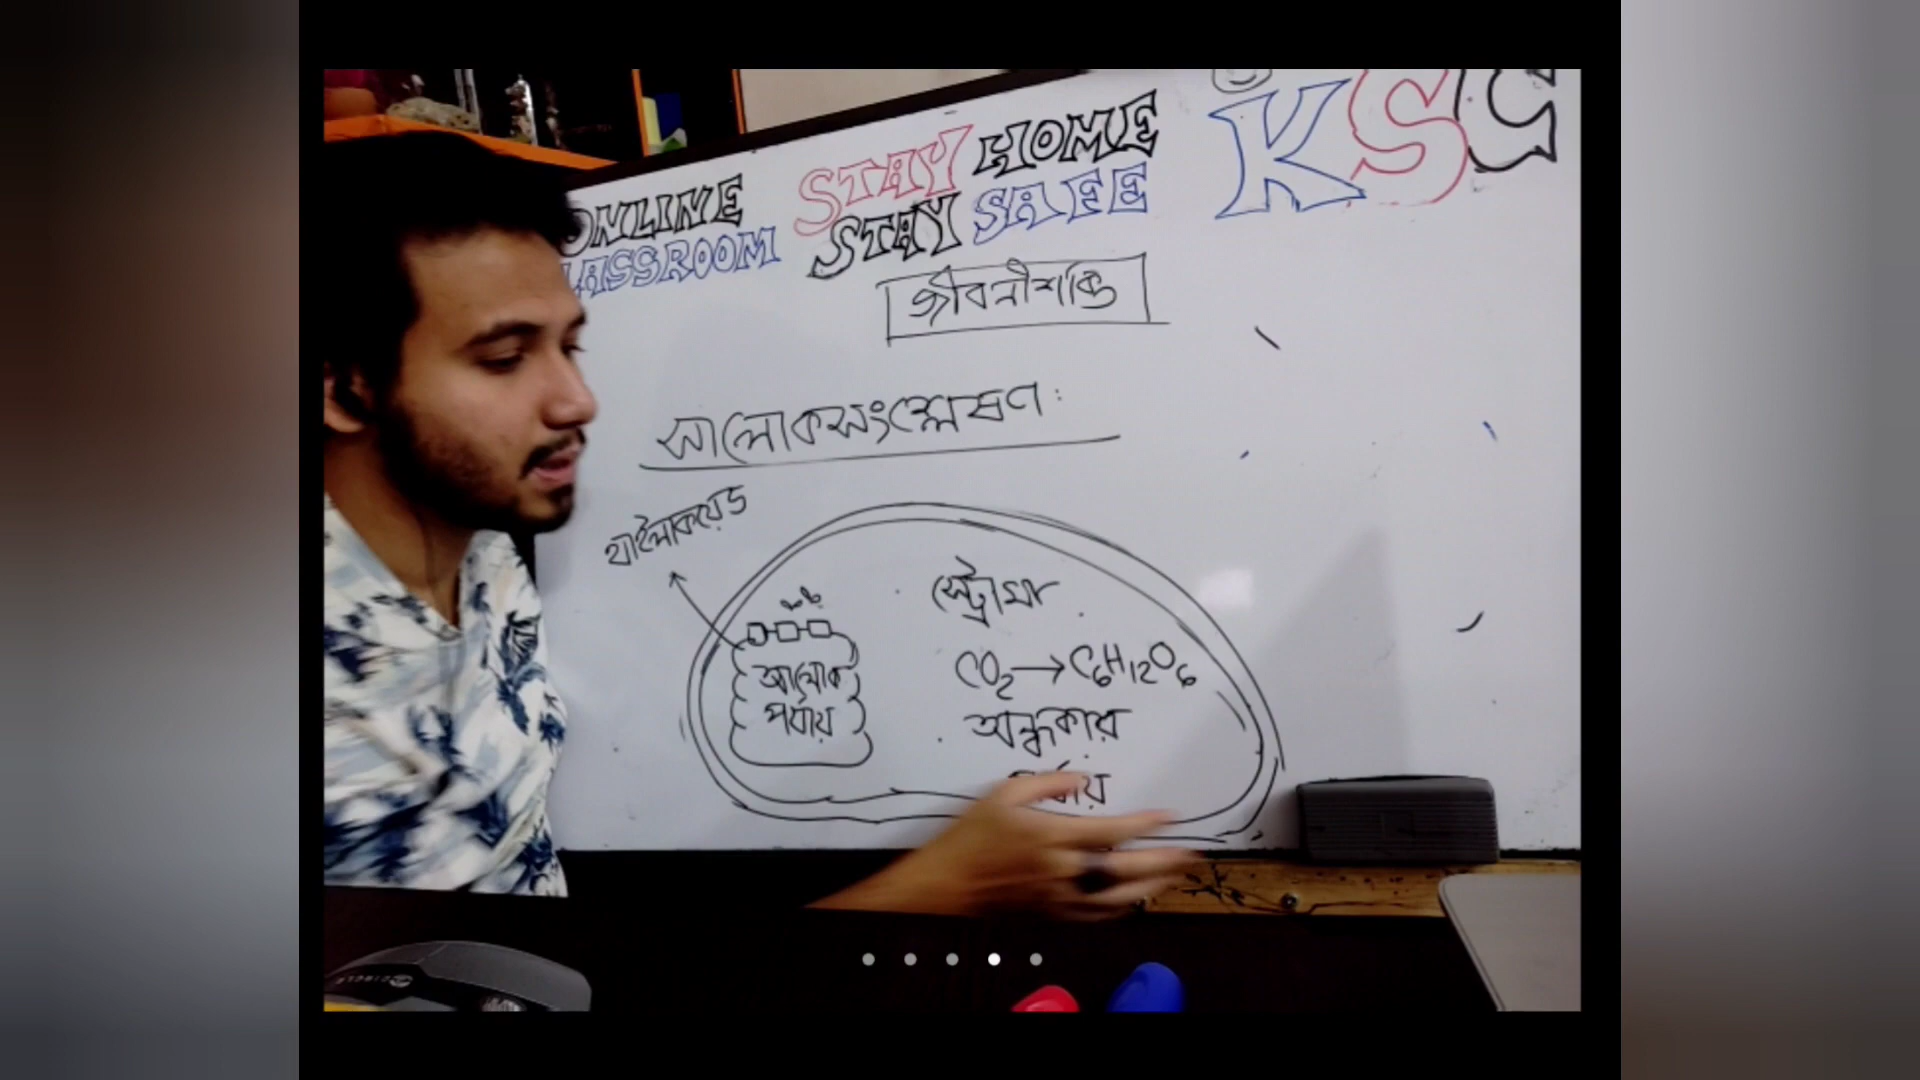 ONLINE STAY HOME KSC
CLASSROOM STAY SAFE
জীবনীশক্তি
সালোকসংশ্লেষণ:
থাইলাকয়েড
স্ট্রোমা
আলোক
পর্যায়
CO2 → C6H12O6
অন্ধকার
পর্যায়